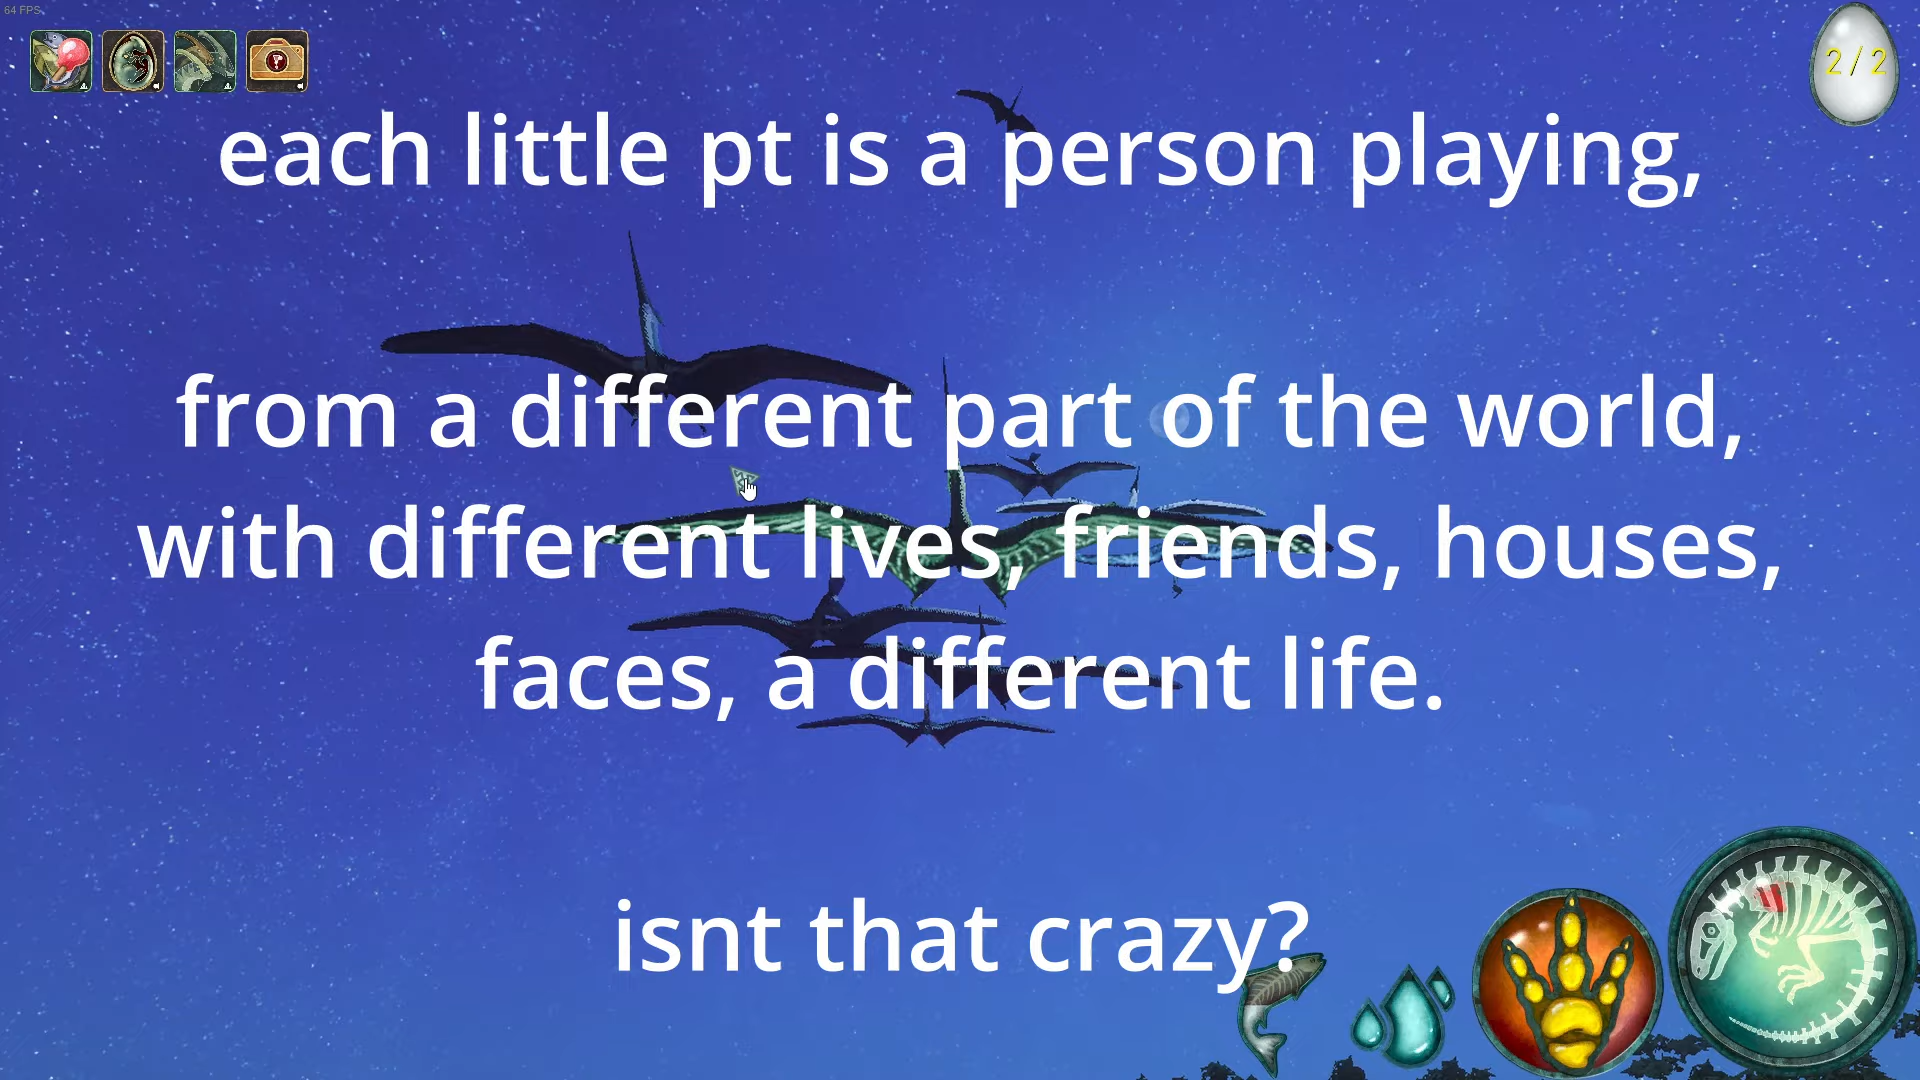 64 FPS
2 / 2
each little pt is a person playing,
from a different part of the world,
with different lives, friends, houses,
faces, a different life.
isnt that crazy?